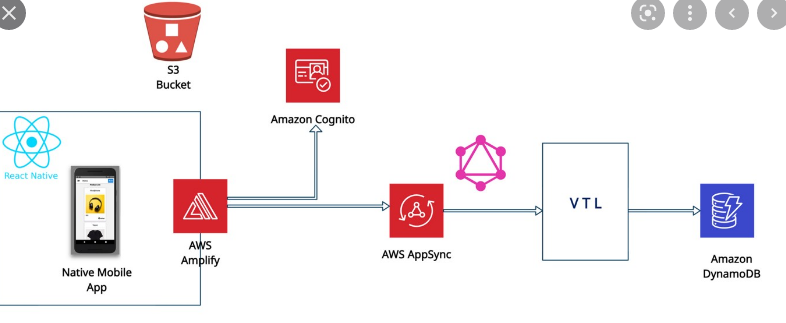 S3
Bucket
Amazon Cognito
React Native
AWS
Amplify
Native Mobile
App
AWS AppSync
VTL
Amazon
DynamoDB